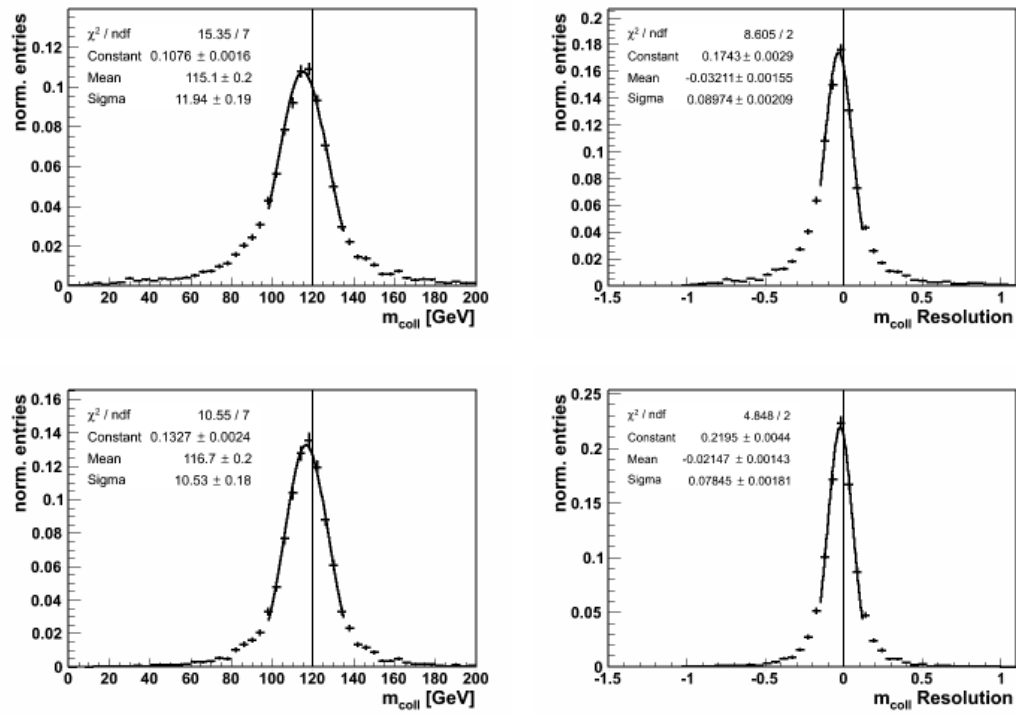 norm. entries
χ² / ndf 15.35 / 7
Constant 0.1076 ± 0.0016
Mean 115.1 ± 0.2
Sigma 11.94 ± 0.19
0.12
0.1
0.08
0.06
0.04
0.02
0
0 20 40 60 80 100 120 140 160 180 200
m_coll [GeV]
norm. entries
χ² / ndf 8.605 / 2
Constant 0.1743 ± 0.0029
Mean -0.03211 ± 0.00155
Sigma 0.08974 ± 0.00209
0.2
0.18
0.16
0.14
0.12
0.1
0.08
0.06
0.04
0.02
0
-1.5 -1 -0.5 0 0.5 1
m_coll Resolution
norm. entries
χ² / ndf 10.55 / 7
Constant 0.1327 ± 0.0024
Mean 116.7 ± 0.2
Sigma 10.53 ± 0.18
0.16
0.14
0.12
0.1
0.08
0.06
0.04
0.02
0
0 20 40 60 80 100 120 140 160 180 200
m_coll [GeV]
norm. entries
χ² / ndf 4.848 / 2
Constant 0.2195 ± 0.0044
Mean -0.02147 ± 0.00143
Sigma 0.07845 ± 0.00181
0.25
0.2
0.15
0.1
0.05
0
-1.5 -1 -0.5 0 0.5 1
m_coll Resolution